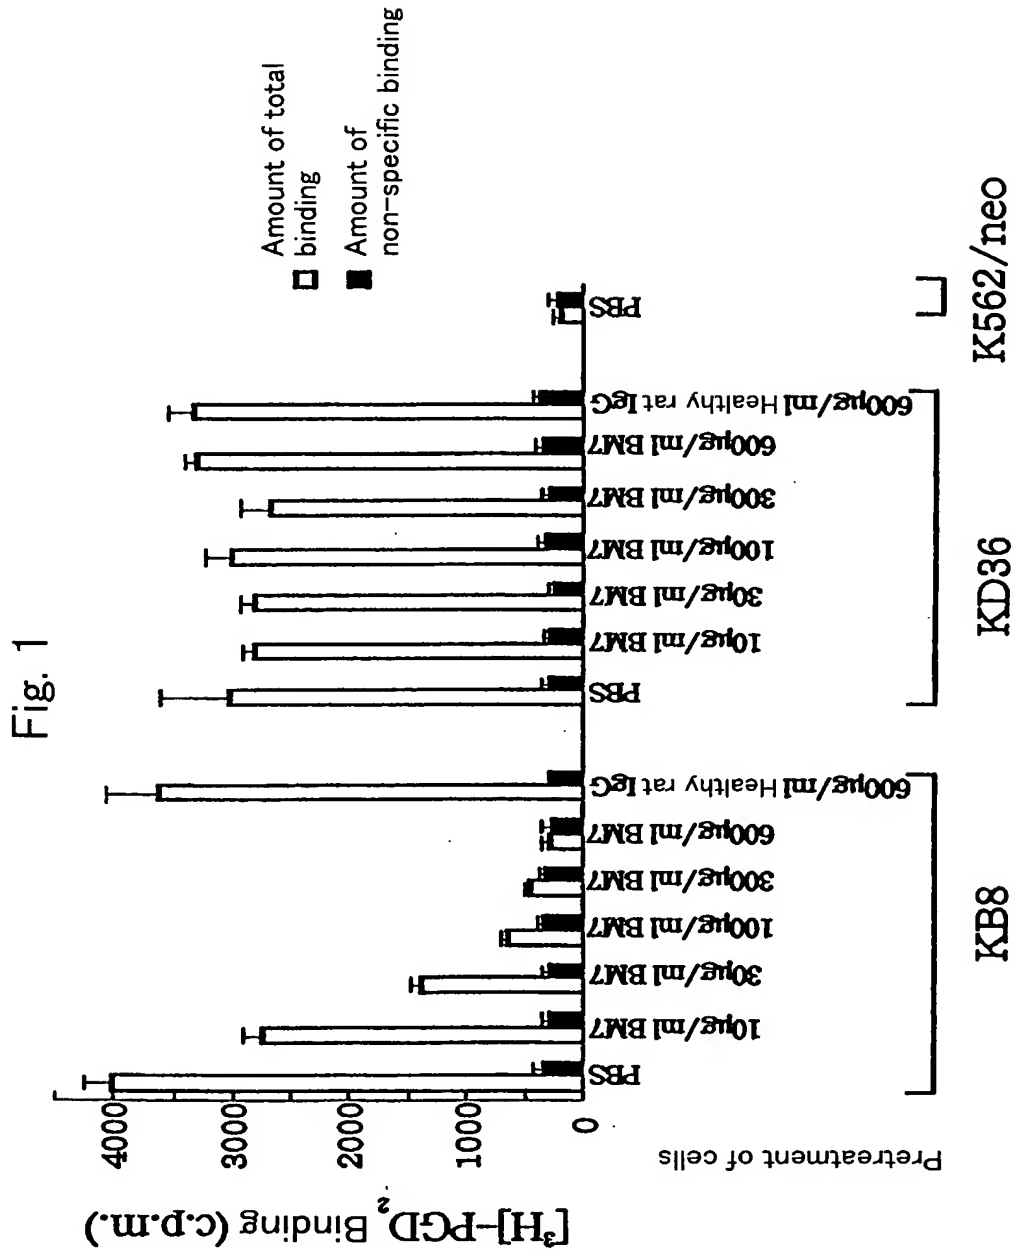 Fig. 1
[³H]-PGD₂ Binding (c.p.m.)
4000
3000
2000
1000
0
Amount of total
binding
Amount of
non-specific binding
Pretreatment of cells
PBS
10μg/ml BM7
30μg/ml BM7
100μg/ml BM7
300μg/ml BM7
600μg/ml BM7
600μg/ml Healthy rat IgG
PBS
10μg/ml BM7
30μg/ml BM7
100μg/ml BM7
300μg/ml BM7
600μg/ml BM7
600μg/ml Healthy rat IgG
PBS
KB8
KD36
K562/neo